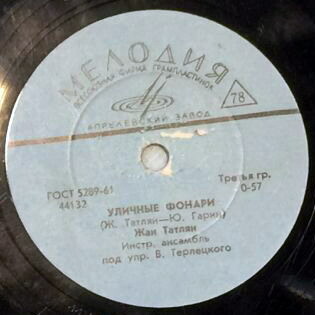 МЕЛОДИЯ
ВСЕСОЮЗНАЯ ФИРМА ГРАМПЛАСТИНОК
78
АПРЕЛЕВСКИЙ ЗАВОД
ГОСТ 5289-61
44132
Третья гр.
0-57
УЛИЧНЫЕ ФОНАРИ
(Ж. Татлян—Ю. Гарин)
Жан Татлян
Инстр. ансамбль
под упр. В. Терлецкого